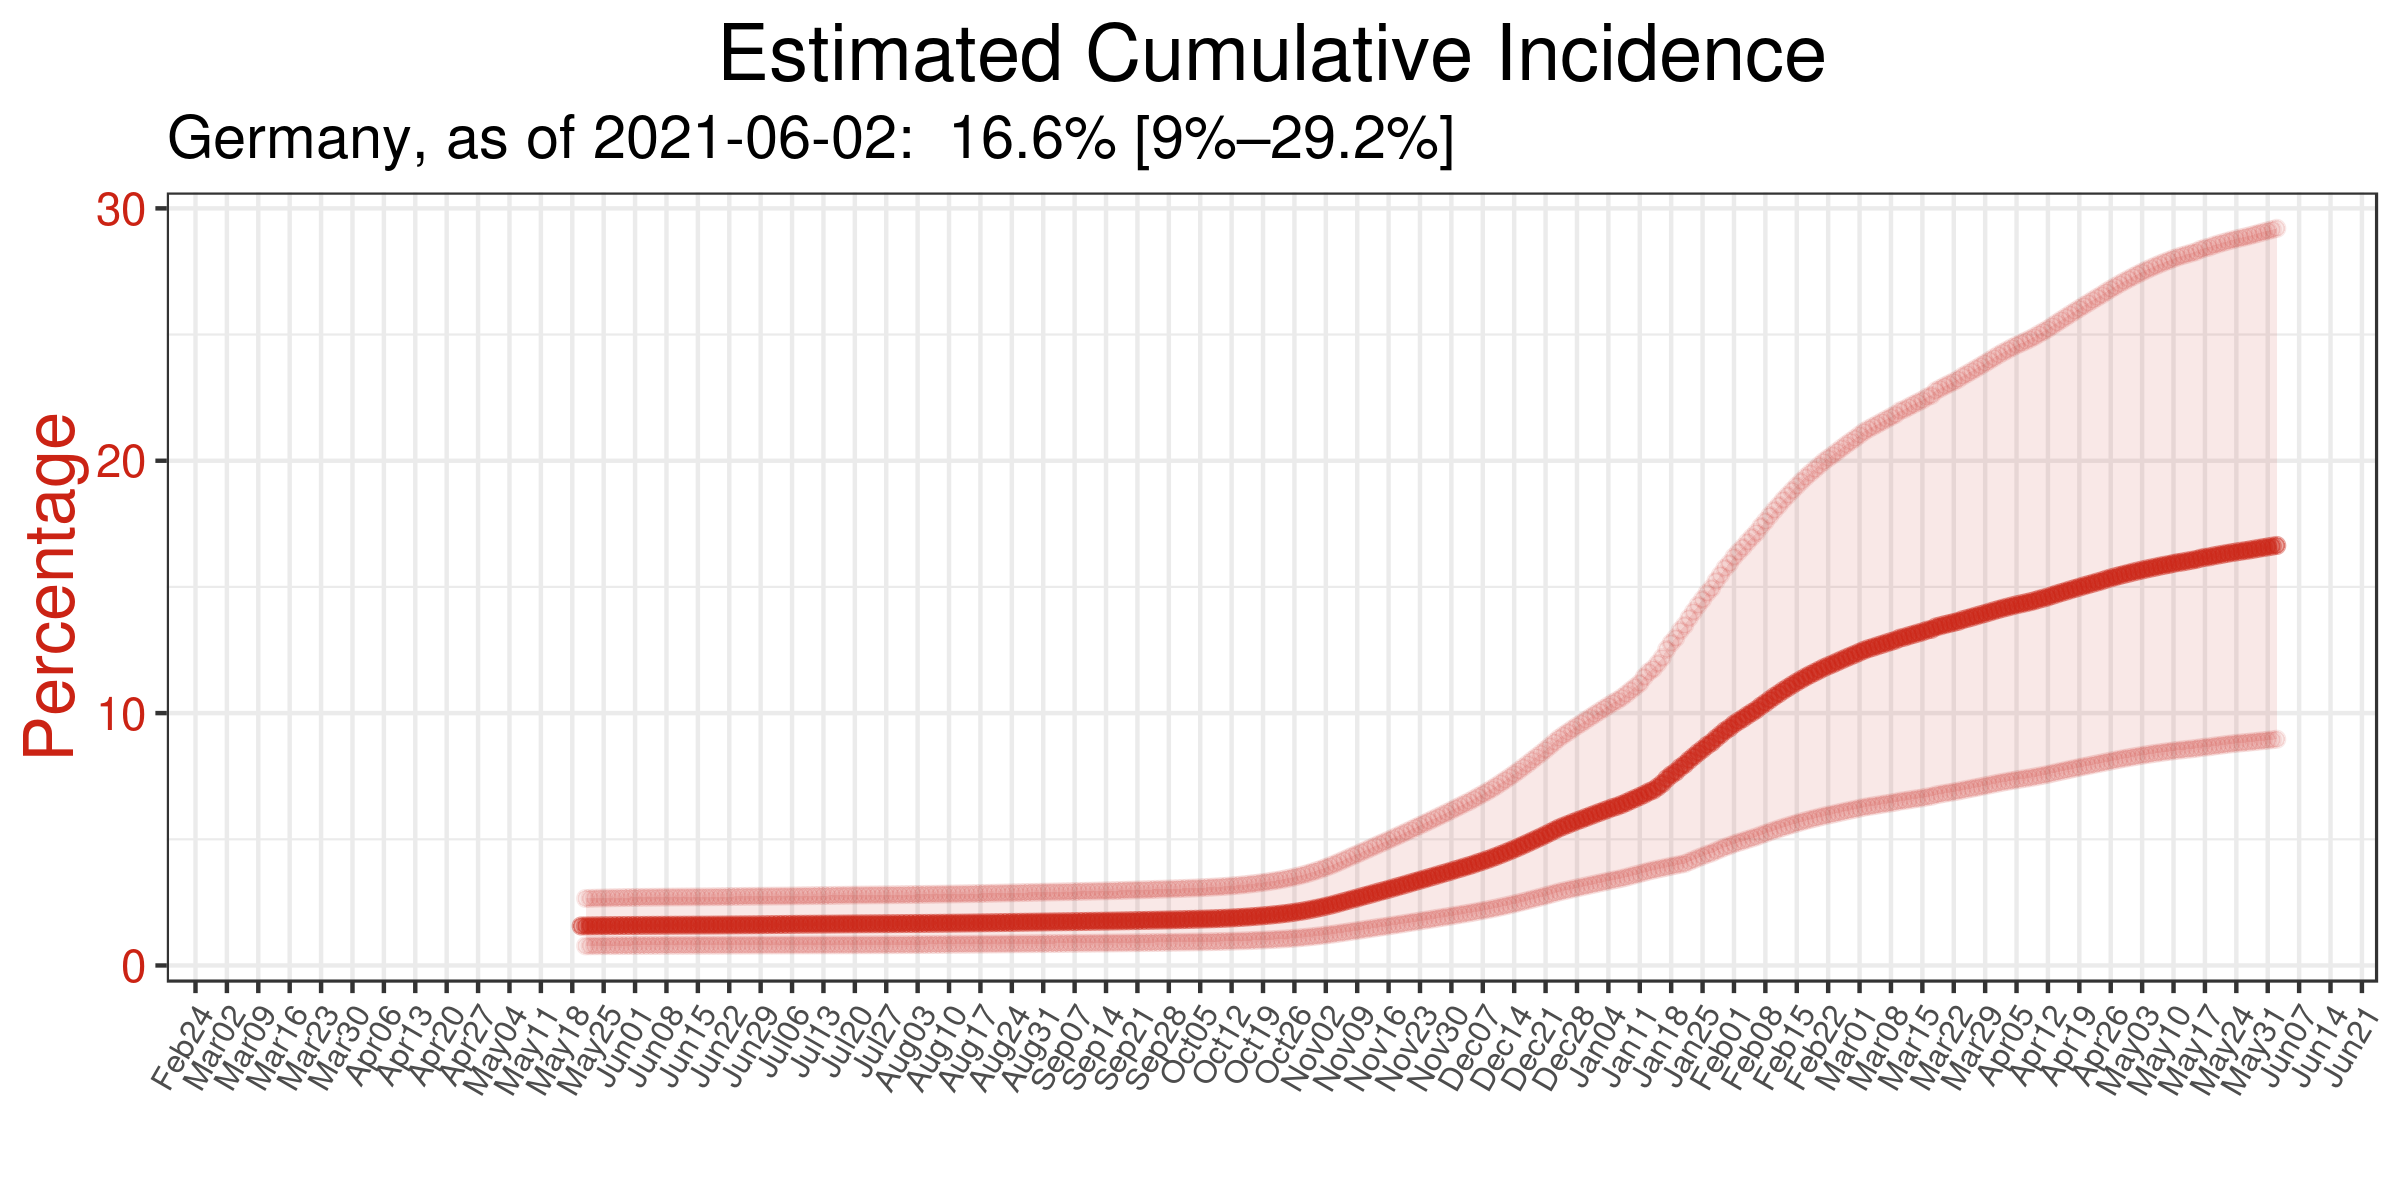 Estimated Cumulative Incidence
Germany, as of 2021-06-02:  16.6% [9%–29.2%]
Percentage
30
20
10
0
Feb24
Mar02
Mar09
Mar16
Mar23
Mar30
Apr06
Apr13
Apr20
Apr27
May04
May11
May18
May25
Jun01
Jun08
Jun15
Jun22
Jun29
Jul06
Jul13
Jul20
Jul27
Aug03
Aug10
Aug17
Aug24
Aug31
Sep07
Sep14
Sep21
Sep28
Oct05
Oct12
Oct19
Oct26
Nov02
Nov09
Nov16
Nov23
Nov30
Dec07
Dec14
Dec21
Dec28
Jan04
Jan11
Jan18
Jan25
Feb01
Feb08
Feb15
Feb22
Mar01
Mar08
Mar15
Mar22
Mar29
Apr05
Apr12
Apr19
Apr26
May03
May10
May17
May24
May31
Jun07
Jun14
Jun21